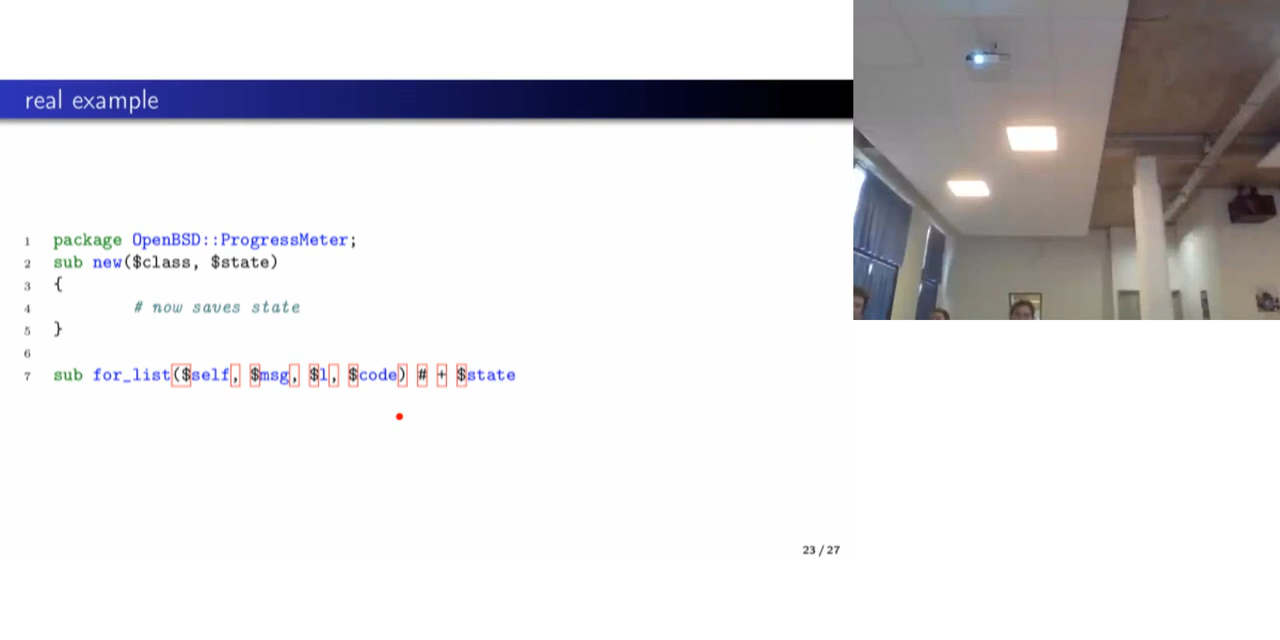 real example
1 package OpenBSD::ProgressMeter;
2 sub new($class, $state)
3 {
4 # now saves state
5 }
6
7 sub for_list($self, $msg, $l, $code) # + $state
23 / 27